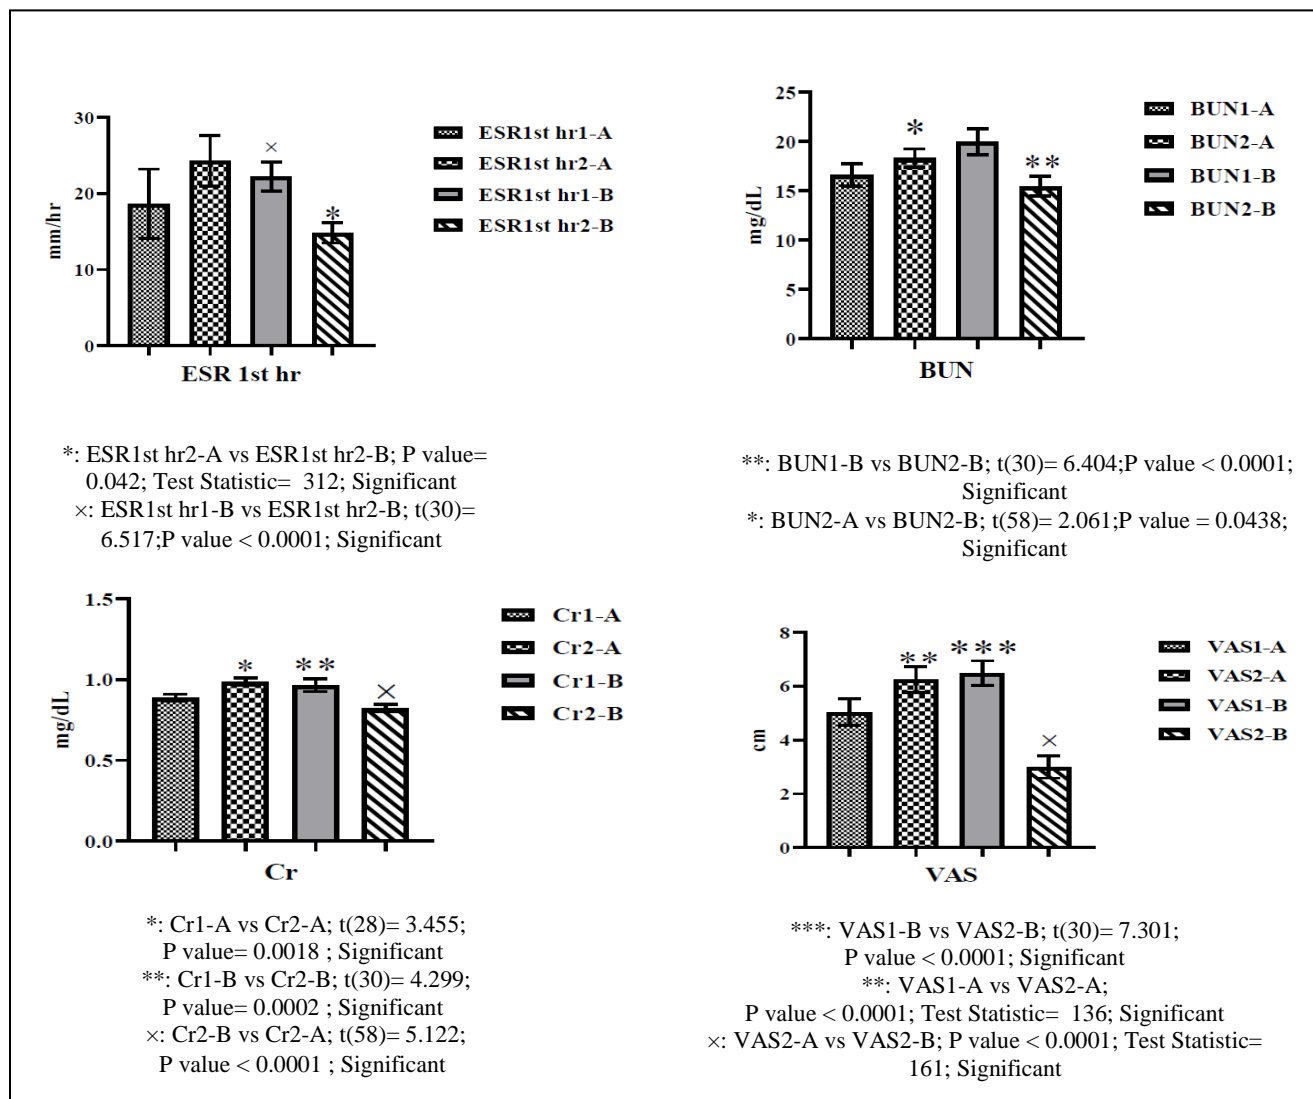 30
20
10
0
mm/hr
×
*
ESR 1st hr
ESR1st hr1-A
ESR1st hr2-A
ESR1st hr1-B
ESR1st hr2-B
*: ESR1st hr2-A vs ESR1st hr2-B; P value=
0.042; Test Statistic= 312; Significant
×: ESR1st hr1-B vs ESR1st hr2-B; t(30)=
6.517;P value < 0.0001; Significant
25
20
15
10
5
0
mg/dL
*
**
BUN
BUN1-A
BUN2-A
BUN1-B
BUN2-B
**: BUN1-B vs BUN2-B; t(30)= 6.404;P value < 0.0001;
Significant
*: BUN2-A vs BUN2-B; t(58)= 2.061;P value = 0.0438;
Significant
1.5
1.0
0.5
0.0
mg/dL
*
**
×
Cr
Cr1-A
Cr2-A
Cr1-B
Cr2-B
*: Cr1-A vs Cr2-A; t(28)= 3.455;
P value= 0.0018 ; Significant
**: Cr1-B vs Cr2-B; t(30)= 4.299;
P value= 0.0002 ; Significant
×: Cr2-B vs Cr2-A; t(58)= 5.122;
P value < 0.0001 ; Significant
8
6
4
2
0
cm
**
***
×
VAS
VAS1-A
VAS2-A
VAS1-B
VAS2-B
***: VAS1-B vs VAS2-B; t(30)= 7.301;
P value < 0.0001; Significant
**: VAS1-A vs VAS2-A;
P value < 0.0001; Test Statistic= 136; Significant
×: VAS2-A vs VAS2-B; P value < 0.0001; Test Statistic=
161; Significant